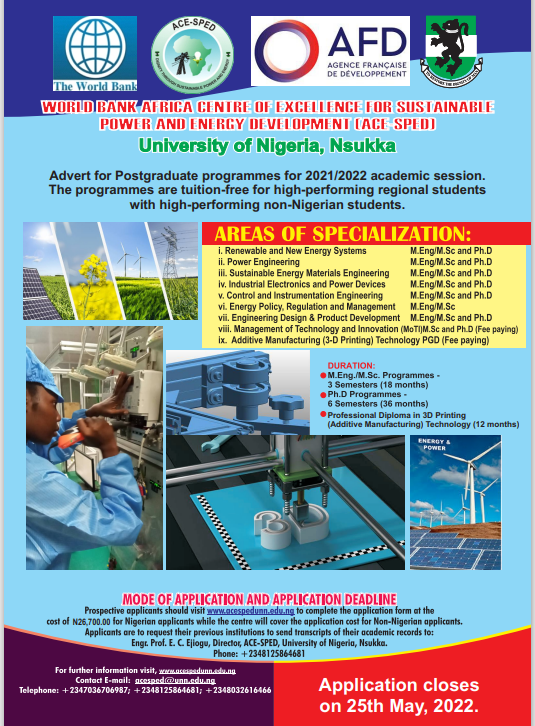 The World Bank
ACE-SPED
AFD
AGENCE FRANÇAISE
DE DÉVELOPPEMENT
WORLD BANK AFRICA CENTRE OF EXCELLENCE FOR SUSTAINABLE
POWER AND ENERGY DEVELOPMENT (ACE-SPED)
University of Nigeria, Nsukka
Advert for Postgraduate programmes for 2021/2022 academic session.
The programmes are tuition-free for high-performing regional students
with high-performing non-Nigerian students.
AREAS OF SPECIALIZATION:
i. Renewable and New Energy Systems M.Eng/M.Sc and Ph.D
ii. Power Engineering M.Eng/M.Sc and Ph.D
iii. Sustainable Energy Materials Engineering M.Eng/M.Sc and Ph.D
iv. Industrial Electronics and Power Devices M.Eng/M.Sc and Ph.D
v. Control and Instrumentation Engineering M.Eng/M.Sc and Ph.D
vi. Energy Policy, Regulation and Management M.Eng/M.Sc
vii. Engineering Design & Product Development M.Eng/M.Sc and Ph.D
viii. Management of Technology and Innovation (MoTI)M.Sc and Ph.D (Fee paying)
ix. Additive Manufacturing (3-D Printing) Technology PGD (Fee paying)
DURATION:
M.Eng./M.Sc. Programmes -
3 Semesters (18 months)
Ph.D Programmes -
6 Semesters (36 months)
Professional Diploma in 3D Printing
(Additive Manufacturing) Technology (12 months)
ENERGY &
POWER
MODE OF APPLICATION AND APPLICATION DEADLINE
Prospective applicants should visit www.acespedunn.edu.ng to complete the application form at the
cost of ₦26,700.00 for Nigerian applicants while the centre will cover the application cost for Non-Nigerian applicants.
Applicants are to request their previous institutions to send transcripts of their academic records to:
Engr. Prof. E. C. Ejiogu, Director, ACE-SPED, University of Nigeria, Nsukka.
Phone: +2348125864681
For further information visit, www.acespedunn.edu.ng
Contact E-mail: acesped@unn.edu.ng
Telephone: +2347036706987; +2348125864681; +2348032616466
Application closes
on 25th May, 2022.